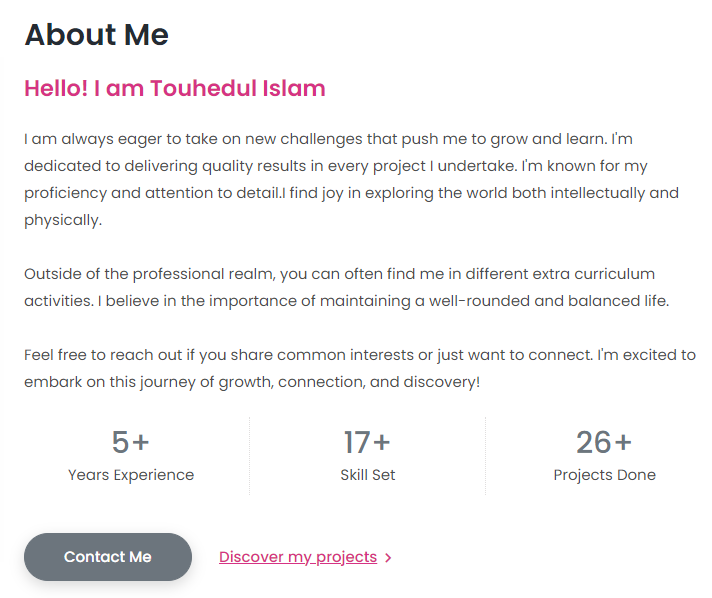 About Me
Hello! I am Touhedul Islam
I am always eager to take on new challenges that push me to grow and learn. I'm
dedicated to delivering quality results in every project I undertake. I'm known for my
proficiency and attention to detail.I find joy in exploring the world both intellectually and
physically.
Outside of the professional realm, you can often find me in different extra curriculum
activities. I believe in the importance of maintaining a well-rounded and balanced life.
Feel free to reach out if you share common interests or just want to connect. I'm excited to
embark on this journey of growth, connection, and discovery!
5+ 17+ 26+
Years Experience Skill Set Projects Done
Contact Me Discover my projects >